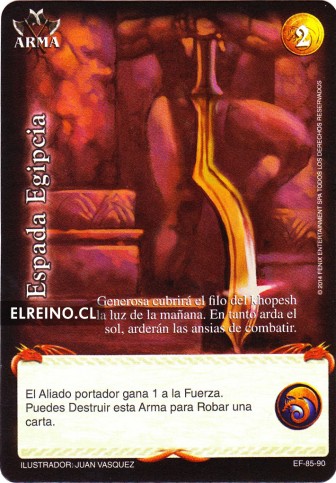 ARMA
2
Espada Egipcia
© 2014 FENIX ENTERTAINMENT SPA TODOS LOS DERECHOS RESERVADOS
ELREINO.CL
Generosa cubrirá el filo del khopesh
la luz de la mañana. En tanto arda el
sol, arderán las ansias de combatir.
El Aliado portador gana 1 a la Fuerza.
Puedes Destruir esta Arma para Robar una
carta.
ILUSTRADOR: JUAN VASQUEZ
EF-85-90